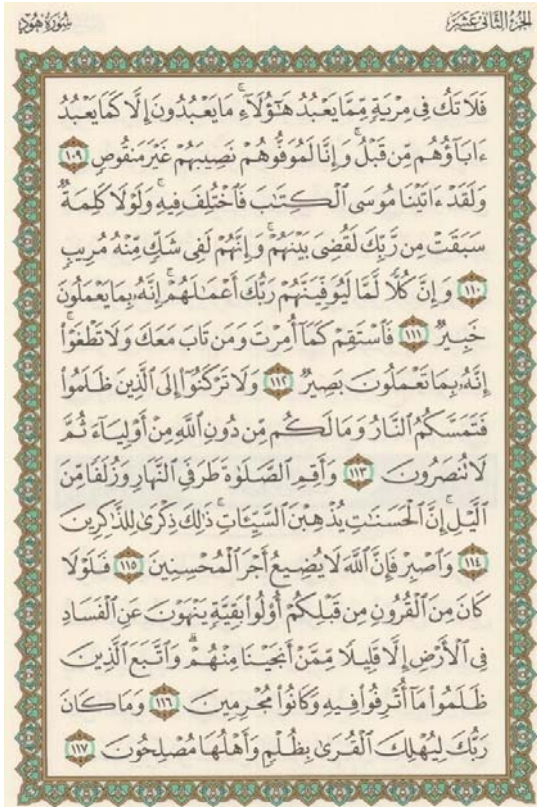 الجزء الثاني عشر
سورة هود
فَلَا تَكُ فِى مِرْيَةٍ مِّمَّا يَعْبُدُ هَٰٓؤُلَآءِ ۚ مَا يَعْبُدُونَ إِلَّا كَمَا يَعْبُدُ
ءَابَآؤُهُم مِّن قَبْلُ ۚ وَإِنَّا لَمُوَفُّوهُمْ نَصِيبَهُمْ غَيْرَ مَنقُوصٍ ١٠٩
وَلَقَدْ ءَاتَيْنَا مُوسَى ٱلْكِتَٰبَ فَٱخْتُلِفَ فِيهِ ۚ وَلَوْلَا كَلِمَةٌ
سَبَقَتْ مِن رَّبِّكَ لَقُضِىَ بَيْنَهُمْ ۚ وَإِنَّهُمْ لَفِى شَكٍّ مِّنْهُ مُرِيبٍ
١١٠ وَإِنَّ كُلًّا لَّمَّا لَيُوَفِّيَنَّهُمْ رَبُّكَ أَعْمَٰلَهُمْ ۚ إِنَّهُۥ بِمَا يَعْمَلُونَ
خَبِيرٌ ١١١ فَٱسْتَقِمْ كَمَآ أُمِرْتَ وَمَن تَابَ مَعَكَ وَلَا تَطْغَوْا۟ ۚ
إِنَّهُۥ بِمَا تَعْمَلُونَ بَصِيرٌ ١١٢ وَلَا تَرْكَنُوٓا۟ إِلَى ٱلَّذِينَ ظَلَمُوا۟
فَتَمَسَّكُمُ ٱلنَّارُ وَمَا لَكُم مِّن دُونِ ٱللَّهِ مِنْ أَوْلِيَآءَ ثُمَّ
لَا تُنصَرُونَ ١١٣ وَأَقِمِ ٱلصَّلَوٰةَ طَرَفَىِ ٱلنَّهَارِ وَزُلَفًا مِّنَ
ٱلَّيْلِ ۚ إِنَّ ٱلْحَسَنَٰتِ يُذْهِبْنَ ٱلسَّيِّـَٔاتِ ۚ ذَٰلِكَ ذِكْرَىٰ لِلذَّٰكِرِينَ
١١٤ وَٱصْبِرْ فَإِنَّ ٱللَّهَ لَا يُضِيعُ أَجْرَ ٱلْمُحْسِنِينَ ١١٥ فَلَوْلَا
كَانَ مِنَ ٱلْقُرُونِ مِن قَبْلِكُمْ أُو۟لُوا۟ بَقِيَّةٍ يَنْهَوْنَ عَنِ ٱلْفَسَادِ
فِى ٱلْأَرْضِ إِلَّا قَلِيلًا مِّمَّنْ أَنجَيْنَا مِنْهُمْ ۗ وَٱتَّبَعَ ٱلَّذِينَ
ظَلَمُوا۟ مَآ أُتْرِفُوا۟ فِيهِ وَكَانُوا۟ مُجْرِمِينَ ١١٦ وَمَا كَانَ
رَبُّكَ لِيُهْلِكَ ٱلْقُرَىٰ بِظُلْمٍ وَأَهْلُهَا مُصْلِحُونَ ١١٧